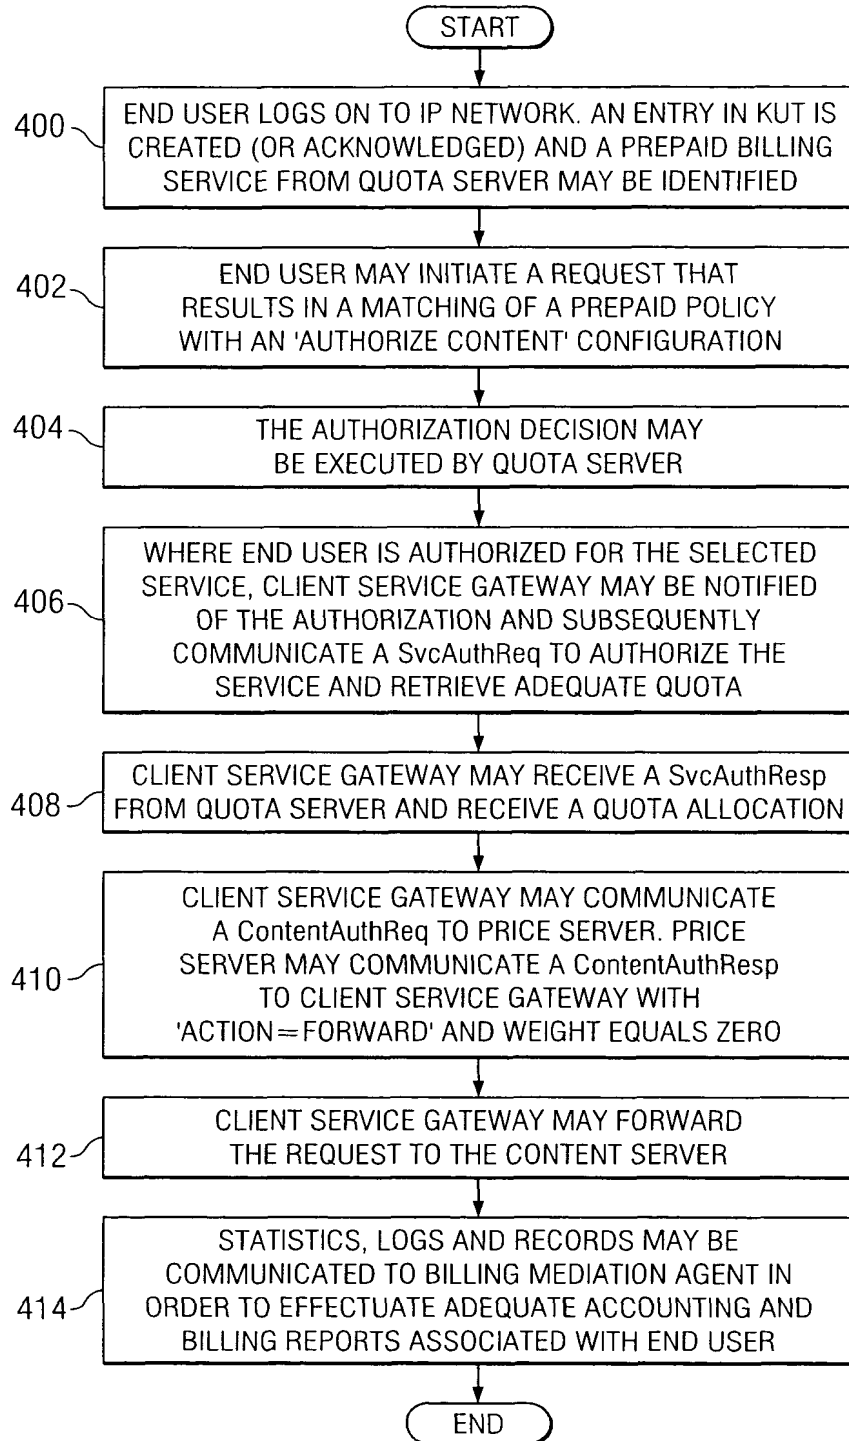 START
400
END USER LOGS ON TO IP NETWORK. AN ENTRY IN KUT IS
CREATED (OR ACKNOWLEDGED) AND A PREPAID BILLING
SERVICE FROM QUOTA SERVER MAY BE IDENTIFIED
402
END USER MAY INITIATE A REQUEST THAT
RESULTS IN A MATCHING OF A PREPAID POLICY
WITH AN 'AUTHORIZE CONTENT' CONFIGURATION
404
THE AUTHORIZATION DECISION MAY
BE EXECUTED BY QUOTA SERVER
406
WHERE END USER IS AUTHORIZED FOR THE SELECTED
SERVICE, CLIENT SERVICE GATEWAY MAY BE NOTIFIED
OF THE AUTHORIZATION AND SUBSEQUENTLY
COMMUNICATE A SvcAuthReq TO AUTHORIZE THE
SERVICE AND RETRIEVE ADEQUATE QUOTA
408
CLIENT SERVICE GATEWAY MAY RECEIVE A SvcAuthResp
FROM QUOTA SERVER AND RECEIVE A QUOTA ALLOCATION
410
CLIENT SERVICE GATEWAY MAY COMMUNICATE
A ContentAuthReq TO PRICE SERVER. PRICE
SERVER MAY COMMUNICATE A ContentAuthResp
TO CLIENT SERVICE GATEWAY WITH
'ACTION=FORWARD' AND WEIGHT EQUALS ZERO
412
CLIENT SERVICE GATEWAY MAY FORWARD
THE REQUEST TO THE CONTENT SERVER
414
STATISTICS, LOGS AND RECORDS MAY BE
COMMUNICATED TO BILLING MEDIATION AGENT IN
ORDER TO EFFECTUATE ADEQUATE ACCOUNTING AND
BILLING REPORTS ASSOCIATED WITH END USER
END